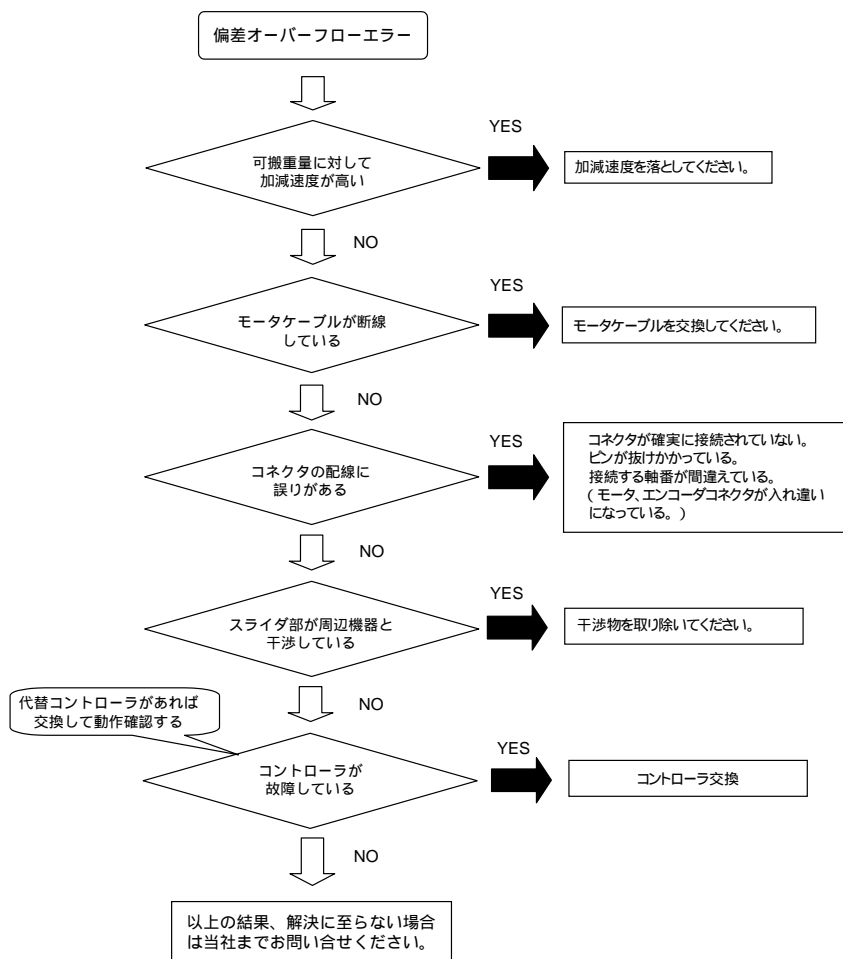 偏差オーバーフローエラー
YES
可搬重量に対して
加減速度が高い
加減速度を落としてください。
NO
YES
モータケーブルが断線
している
モータケーブルを交換してください。
NO
YES
コネクタの配線に
誤りがある
コネクタが確実に接続されていない。
ピンが抜けかかっている。
接続する軸番が間違えている。
(モータ、エンコーダコネクタが入れ違い
になっている。)
NO
YES
スライダ部が周辺機器と
干渉している
干渉物を取り除いてください。
NO
代替コントローラがあれば
交換して動作確認する
YES
コントローラが
故障している
コントローラ交換
NO
以上の結果、解決に至らない場合
は当社までお問い合せください。